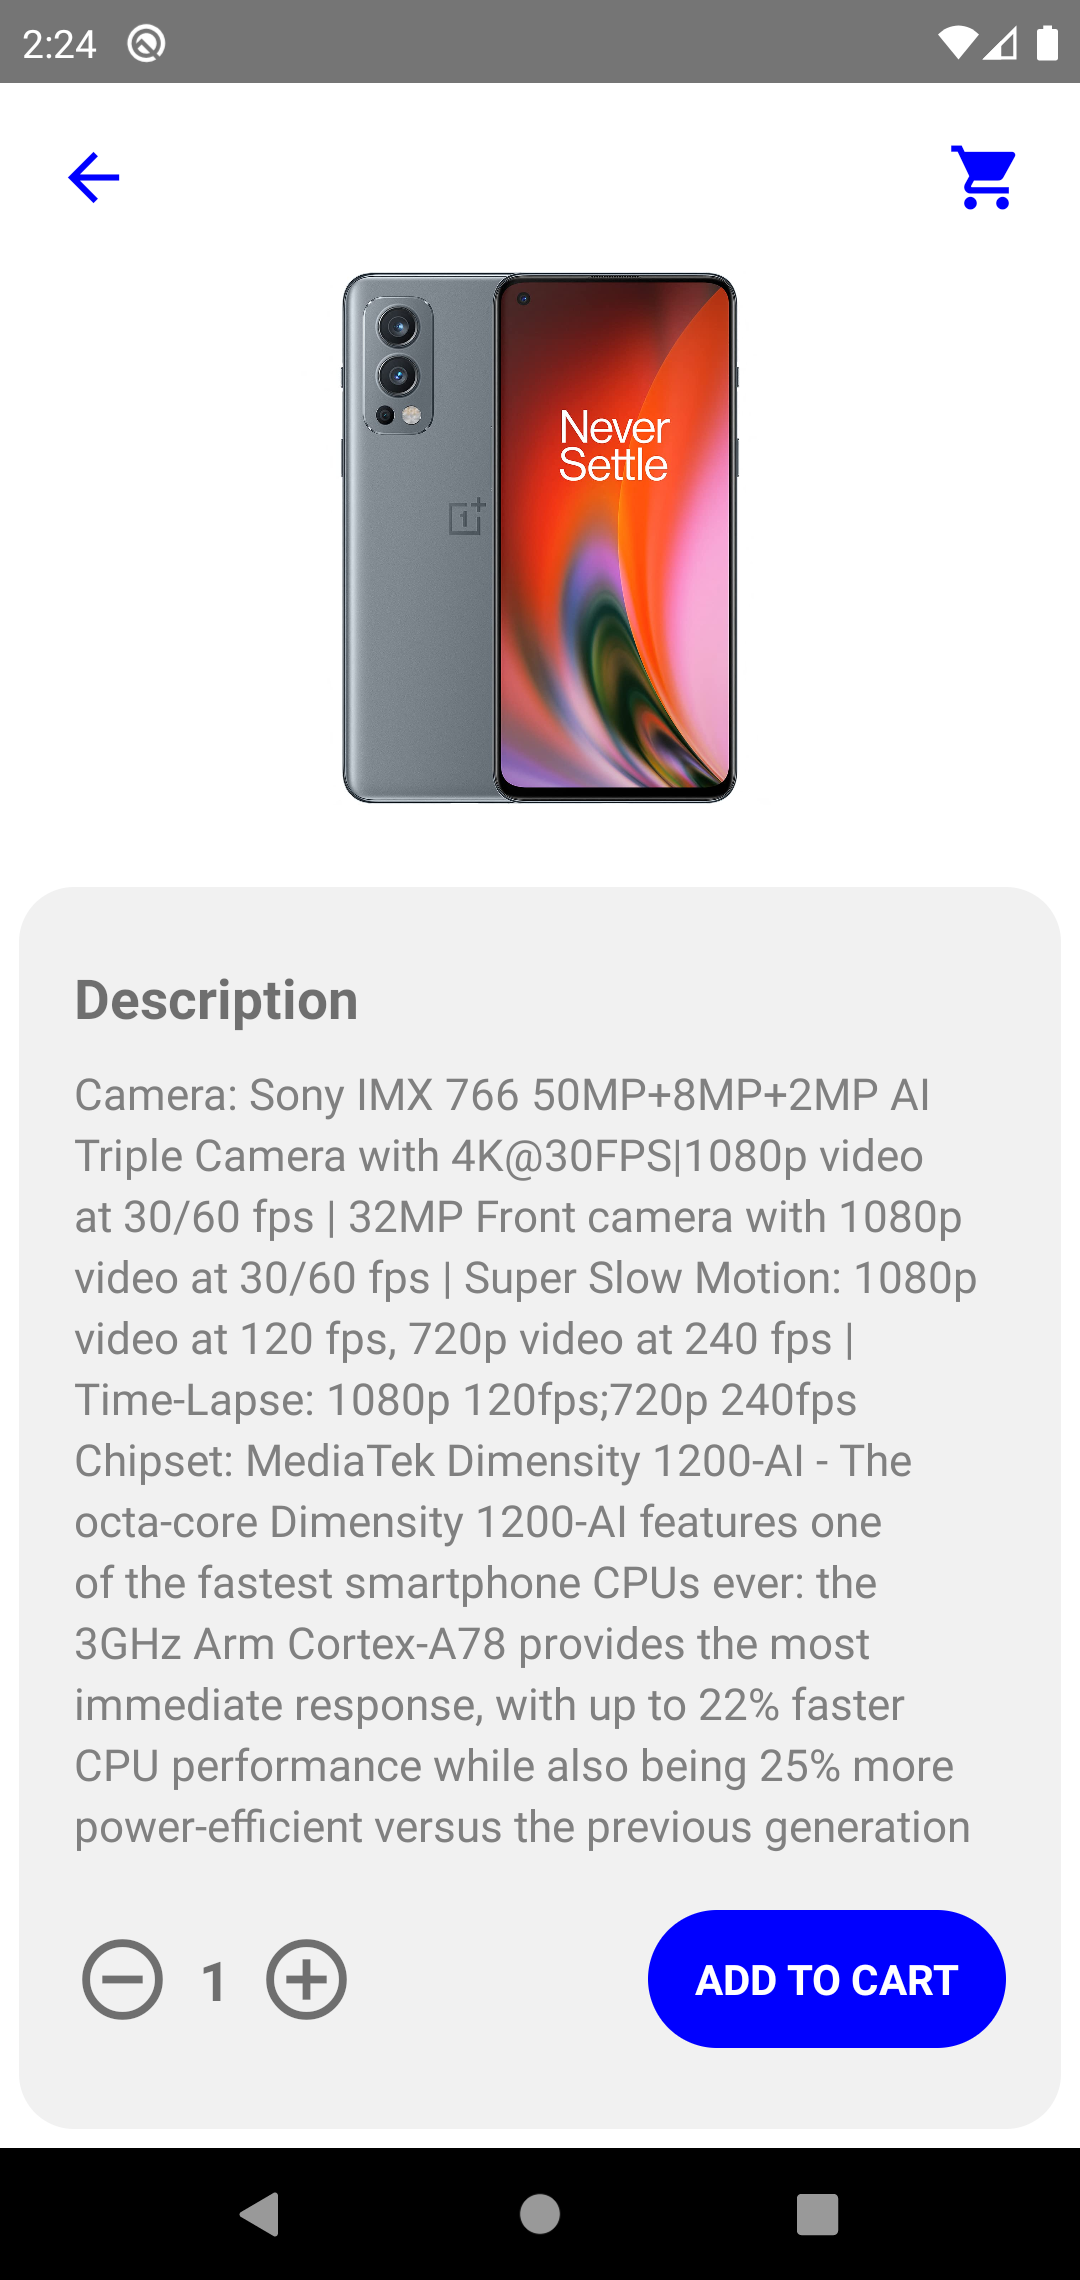 2:24
Never
Settle
Description
Camera: Sony IMX 766 50MP+8MP+2MP AI
Triple Camera with 4K@30FPS|1080p video
at 30/60 fps | 32MP Front camera with 1080p
video at 30/60 fps | Super Slow Motion: 1080p
video at 120 fps, 720p video at 240 fps |
Time-Lapse: 1080p 120fps;720p 240fps
Chipset: MediaTek Dimensity 1200-AI - The
octa-core Dimensity 1200-AI features one
of the fastest smartphone CPUs ever: the
3GHz Arm Cortex-A78 provides the most
immediate response, with up to 22% faster
CPU performance while also being 25% more
power-efficient versus the previous generation
1
ADD TO CART